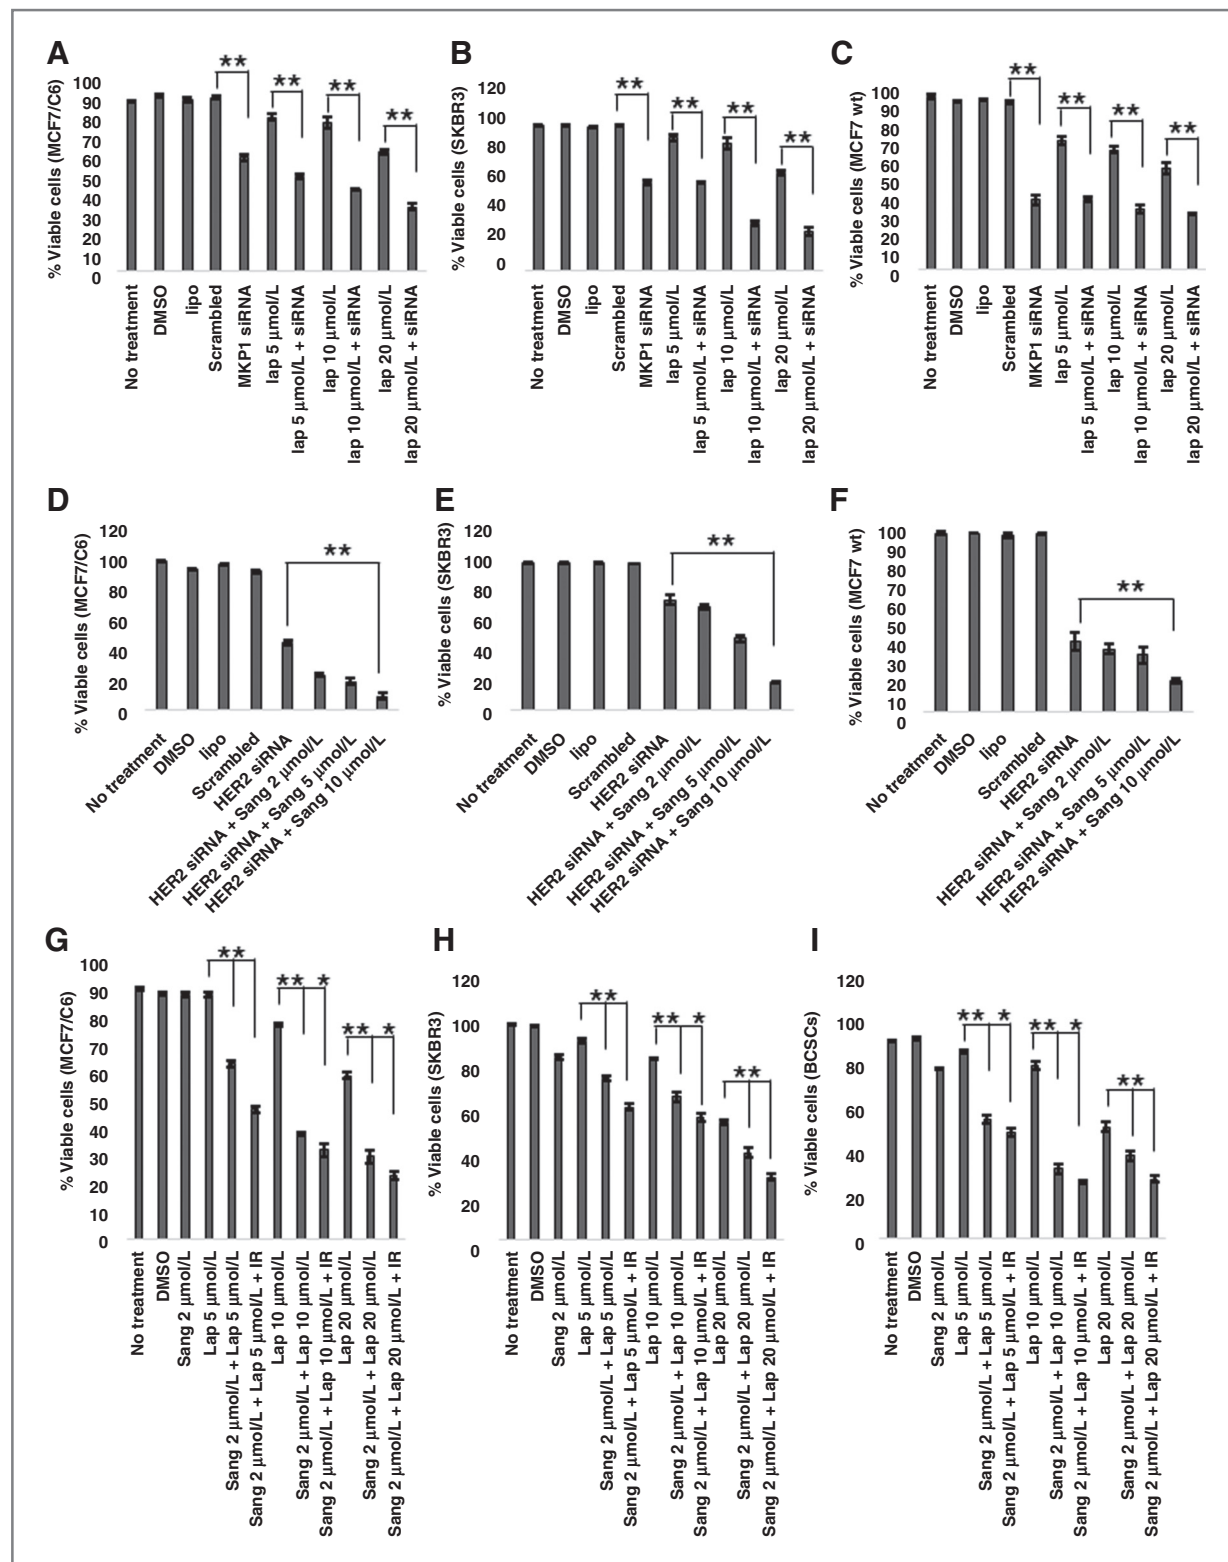 A
** ** ** **
% Viable cells (MCF7/C6)
100
90
80
70
60
50
40
30
20
10
0
No treatment
DMSO
lipo
Scrambled
MKP1 siRNA
lap 5 µmol/L
lap 5 µmol/L + siRNA
lap 10 µmol/L
lap 10 µmol/L + siRNA
lap 20 µmol/L
lap 20 µmol/L + siRNA
B
** ** ** **
% Viable cells (SKBR3)
120
100
80
60
40
20
0
No treatment
DMSO
lipo
Scrambled
MKP1 siRNA
lap 5 µmol/L
lap 5 µmol/L + siRNA
lap 10 µmol/L
lap 10 µmol/L + siRNA
lap 20 µmol/L
lap 20 µmol/L + siRNA
C
** ** ** **
% Viable cells (MCF7 wt)
100
90
80
70
60
50
40
30
20
10
0
No treatment
DMSO
lipo
Scrambled
MKP1 siRNA
lap 5 µmol/L
lap 5 µmol/L + siRNA
lap 10 µmol/L
lap 10 µmol/L + siRNA
lap 20 µmol/L
lap 20 µmol/L + siRNA
D
**
% Viable cells (MCF7/C6)
120
100
80
60
40
20
0
No treatment
DMSO
lipo
Scrambled
HER2 siRNA
HER2 siRNA + Sang 2 µmol/L
HER2 siRNA + Sang 5 µmol/L
HER2 siRNA + Sang 10 µmol/L
E
**
% Viable cells (SKBR3)
120
100
80
60
40
20
0
No treatment
DMSO
lipo
Scrambled
HER2 siRNA
HER2 siRNA + Sang 2 µmol/L
HER2 siRNA + Sang 5 µmol/L
HER2 siRNA + Sang 10 µmol/L
F
**
% Viable cells (MCF7 wt)
100
90
80
70
60
50
40
30
20
10
0
No treatment
DMSO
lipo
Scrambled
HER2 siRNA
HER2 siRNA + Sang 2 µmol/L
HER2 siRNA + Sang 5 µmol/L
HER2 siRNA + Sang 10 µmol/L
G
** ** * ** *
% Viable cells (MCF7/C6)
100
90
80
70
60
50
40
30
20
10
0
No treatment
DMSO
Sang 2 µmol/L
Lap 5 µmol/L
Sang 2 µmol/L + Lap 5 µmol/L
Sang 2 µmol/L + Lap 5 µmol/L + IR
Lap 10 µmol/L
Sang 2 µmol/L + Lap 10 µmol/L
Sang 2 µmol/L + Lap 10 µmol/L + IR
Lap 20 µmol/L
Sang 2 µmol/L + Lap 20 µmol/L
Sang 2 µmol/L + Lap 20 µmol/L + IR
H
** ** * **
% Viable cells (SKBR3)
120
100
80
60
40
20
0
No treatment
DMSO
Sang 2 µmol/L
Lap 5 µmol/L
Sang 2 µmol/L + Lap 5 µmol/L
Sang 2 µmol/L + Lap 5 µmol/L + IR
Lap 10 µmol/L
Sang 2 µmol/L + Lap 10 µmol/L
Sang 2 µmol/L + Lap 10 µmol/L + IR
Lap 20 µmol/L
Sang 2 µmol/L + Lap 20 µmol/L
Sang 2 µmol/L + Lap 20 µmol/L + IR
I
** * ** * **
% Viable cells (BCSCs)
120
100
80
60
40
20
0
No treatment
DMSO
Sang 2 µmol/L
Lap 5 µmol/L
Sang 2 µmol/L + Lap 5 µmol/L
Sang 2 µmol/L + Lap 5 µmol/L + IR
Lap 10 µmol/L
Sang 2 µmol/L + Lap 10 µmol/L
Sang 2 µmol/L + Lap 10 µmol/L + IR
Lap 20 µmol/L
Sang 2 µmol/L + Lap 20 µmol/L
Sang 2 µmol/L + Lap 20 µmol/L + IR